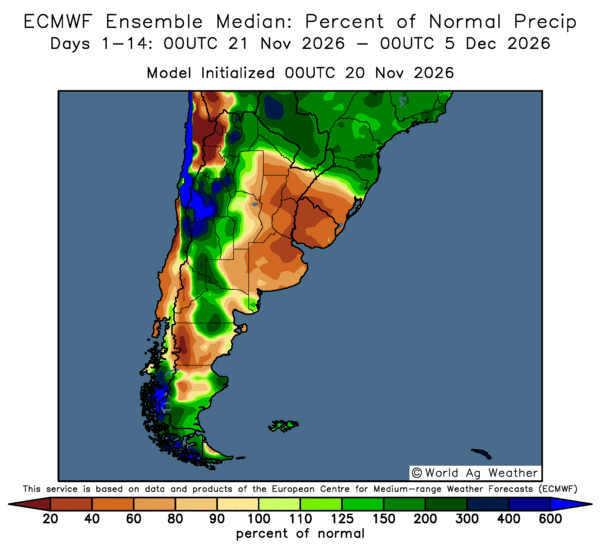 ECMWF Ensemble Median: Percent of Normal Precip
Days 1−14: 00UTC 21 Nov 2026 − 00UTC 5 Dec 2026
Model Initialized 00UTC 20 Nov 2026
©World Ag Weather
This service is based on data and products of the European Centre for Medium-range Weather Forecasts (ECMWF)
20 40 60 80 90 100 110 125 150 200 300 400 600
percent of normal